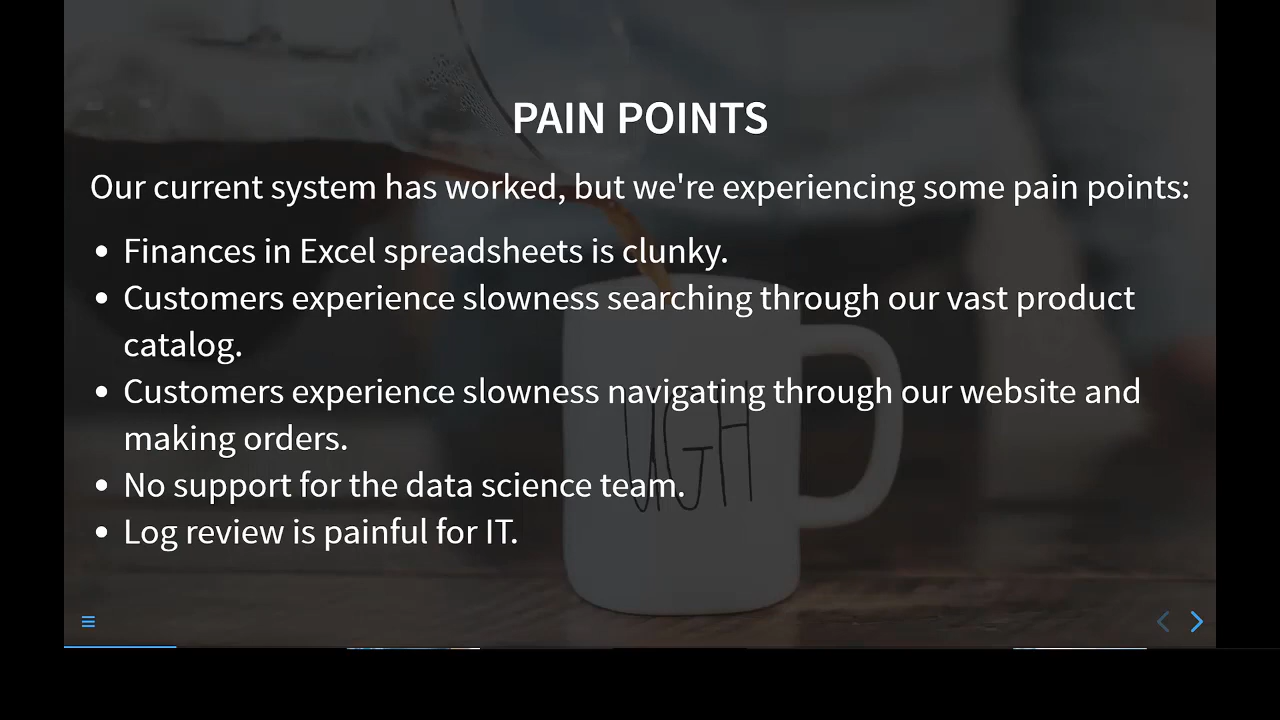 PAIN POINTS
Our current system has worked, but we're experiencing some pain points:
• Finances in Excel spreadsheets is clunky.
• Customers experience slowness searching through our vast product
catalog.
• Customers experience slowness navigating through our website and
making orders.
• No support for the data science team.
• Log review is painful for IT.
UGH